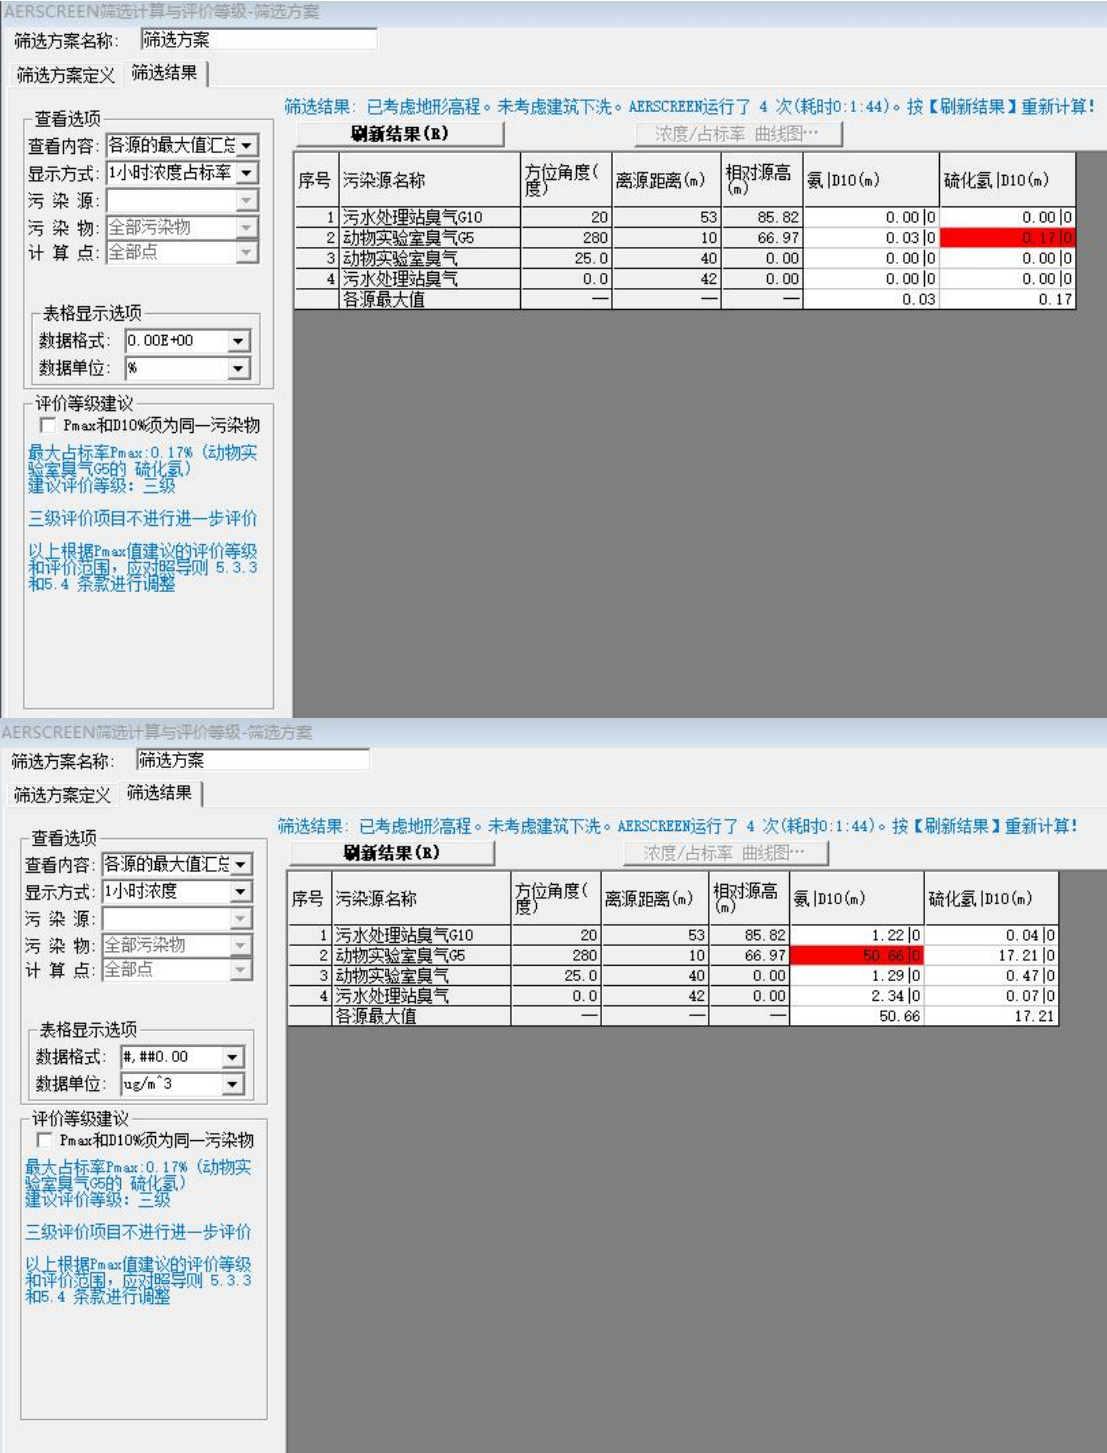 AERSCREEN筛选计算与评价等级-筛选方案
筛选方案名称: 筛选方案
筛选方案定义 筛选结果
筛选结果: 已考虑地形高程。未考虑建筑下洗。AERSCREEN运行了 4 次(耗时0:1:44)。按【刷新结果】重新计算!
刷新结果(R) 浓度/占标率 曲线图…
查看选项
查看内容: 各源的最大值汇总
显示方式: 1小时浓度占标率
污 染 源:
污 染 物: 全部污染物
计 算 点: 全部点
表格显示选项
数据格式: 0.00E+00
数据单位: %
评价等级建议
Pmax和D10%须为同一污染物
最大占标率Pmax:0.17% (动物实
验室臭气G5的 硫化氢)
建议评价等级: 三级
三级评价项目不进行进一步评价
以上根据Pmax值建议的评价等级
和评价范围,应对照导则 5.3.3
和5.4 条款进行调整
序号 污染源名称 方位角度(度) 离源距离(m) 相对源高(m) 氨|D10(m) 硫化氢|D10(m)
1 污水处理站臭气G10 20 53 85.82 0.00|0 0.00|0
2 动物实验室臭气G5 280 10 66.97 0.03|0 0.17|0
3 动物实验室臭气 25.0 40 0.00 0.00|0 0.00|0
4 污水处理站臭气 0.0 42 0.00 0.00|0 0.00|0
各源最大值 — — — 0.03 0.17
AERSCREEN筛选计算与评价等级-筛选方案
筛选方案名称: 筛选方案
筛选方案定义 筛选结果
筛选结果: 已考虑地形高程。未考虑建筑下洗。AERSCREEN运行了 4 次(耗时0:1:44)。按【刷新结果】重新计算!
刷新结果(R) 浓度/占标率 曲线图…
查看选项
查看内容: 各源的最大值汇总
显示方式: 1小时浓度
污 染 源:
污 染 物: 全部污染物
计 算 点: 全部点
表格显示选项
数据格式: #,##0.00
数据单位: ug/m^3
评价等级建议
Pmax和D10%须为同一污染物
最大占标率Pmax:0.17% (动物实
验室臭气G5的 硫化氢)
建议评价等级: 三级
三级评价项目不进行进一步评价
以上根据Pmax值建议的评价等级
和评价范围,应对照导则 5.3.3
和5.4 条款进行调整
序号 污染源名称 方位角度(度) 离源距离(m) 相对源高(m) 氨|D10(m) 硫化氢|D10(m)
1 污水处理站臭气G10 20 53 85.82 1.22|0 0.04|0
2 动物实验室臭气G5 280 10 66.97 50.66|0 17.21|0
3 动物实验室臭气 25.0 40 0.00 1.29|0 0.47|0
4 污水处理站臭气 0.0 42 0.00 2.34|0 0.07|0
各源最大值 — — — 50.66 17.21